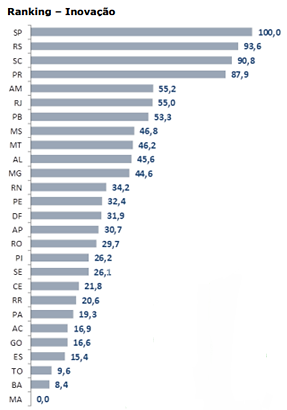 Ranking – Inovação
SP 100,0
RS 93,6
SC 90,8
PR 87,9
AM 55,2
RJ 55,0
PB 53,3
MS 46,8
MT 46,2
AL 45,6
MG 44,6
RN 34,2
PE 32,4
DF 31,9
AP 30,7
RO 29,7
PI 26,2
SE 26,1
CE 21,8
RR 20,6
PA 19,3
AC 16,9
GO 16,6
ES 15,4
TO 9,6
BA 8,4
MA 0,0